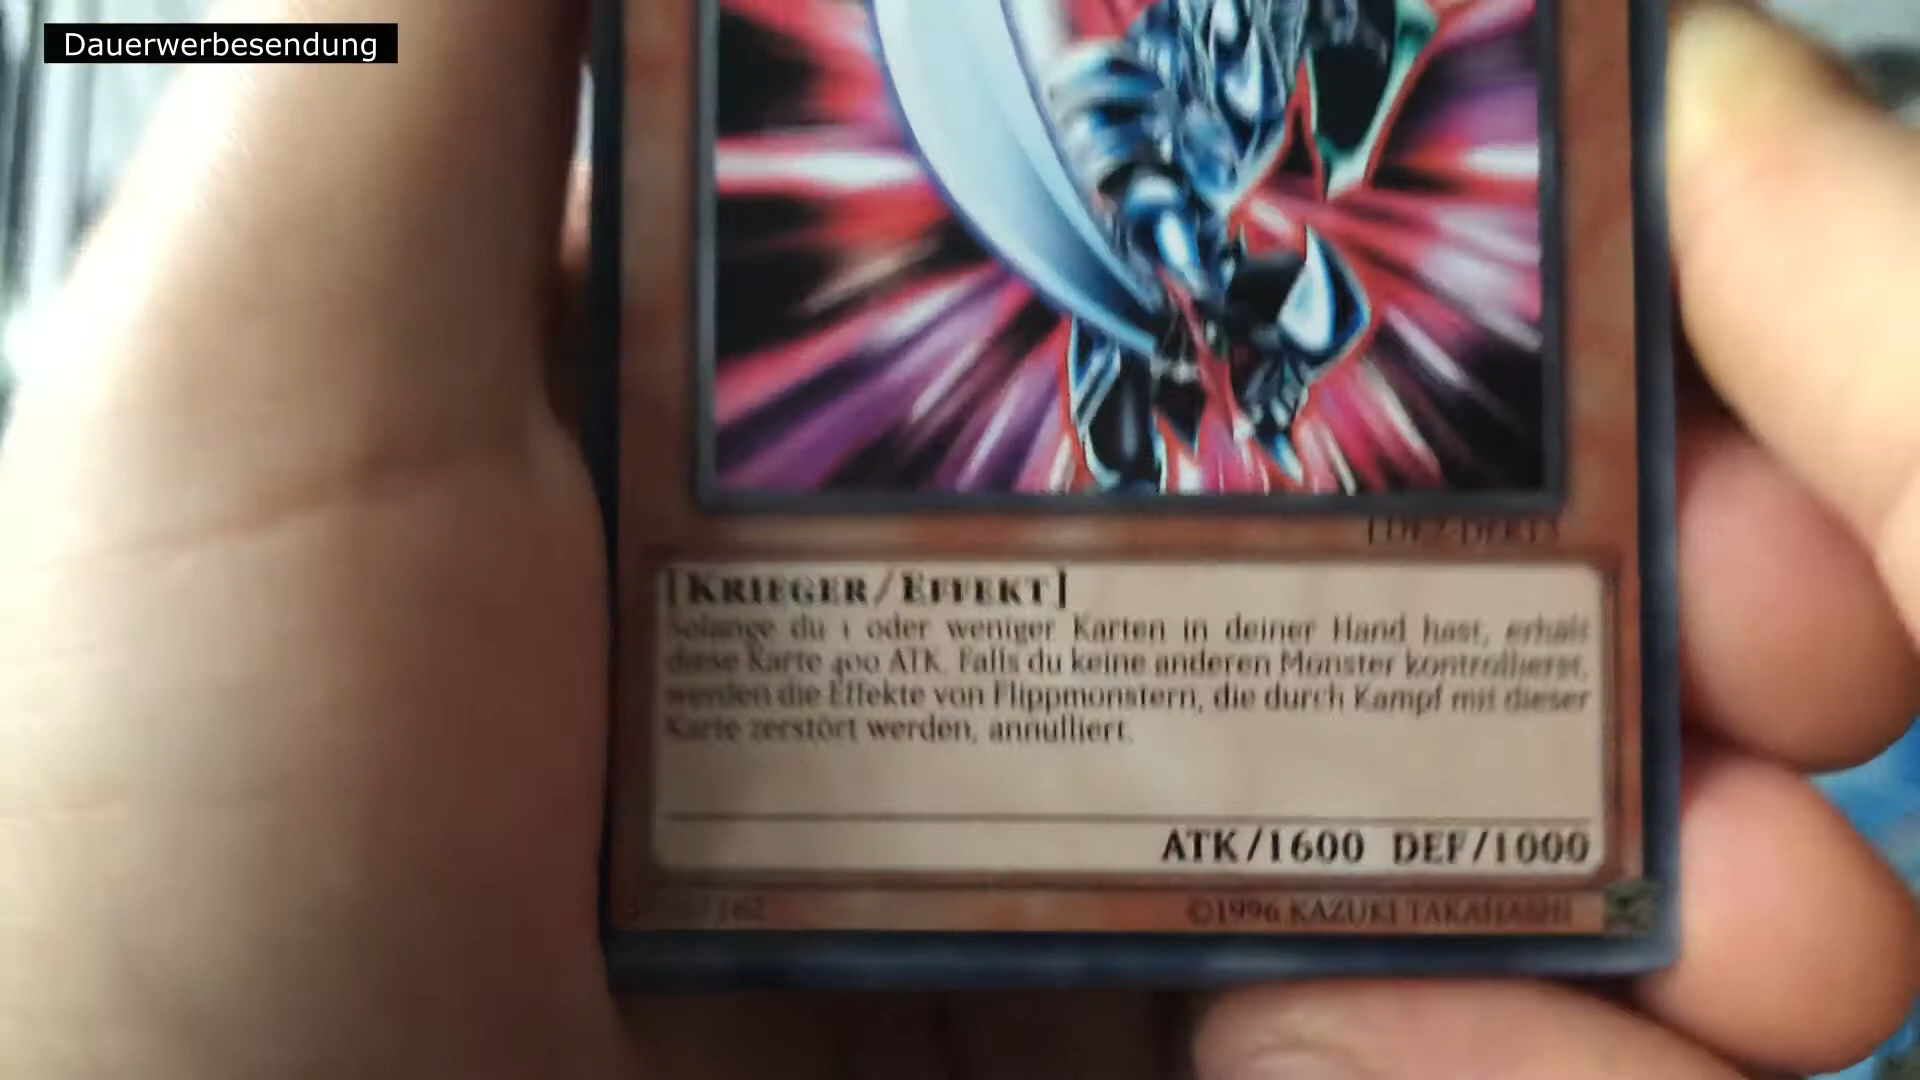 Dauerwerbesendung
[KRIEGER/EFFEKT]
Solange du 1 oder weniger Karten in deiner Hand hast, erhält
diese Karte 400 ATK. Falls du keine anderen Monster kontrollierst,
werden die Effekte von Flippmonstern, die durch Kampf mit dieser
Karte zerstört werden, annulliert.
ATK/1600 DEF/1000
©1996 KAZUKI TAKAHASHI